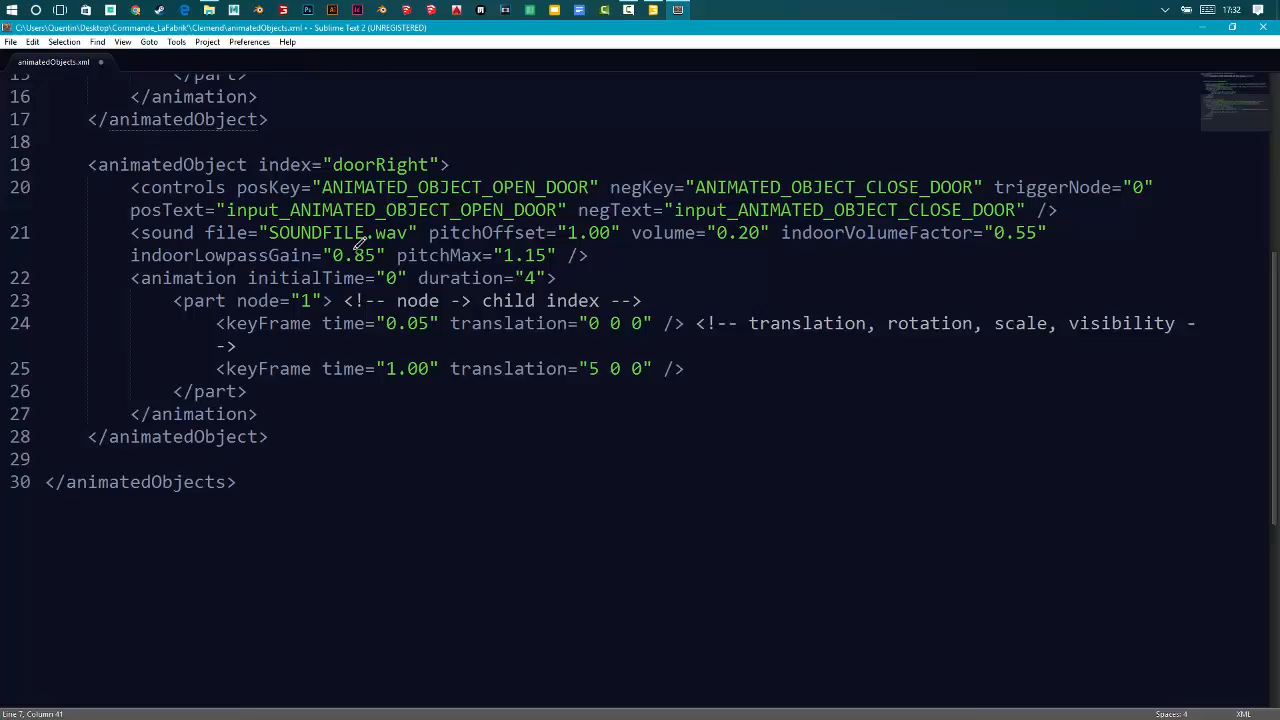 17:32
C:\Users\Quentin\Desktop\Commande_LaFabrik\Clemend\animatedObjects.xml • - Sublime Text 2 (UNREGISTERED)
File Edit Selection Find View Goto Tools Project Preferences Help
animatedObjects.xml
15 </part>
16 </animation>
17 </animatedObject>
18
19 <animatedObject index="doorRight">
20 <controls posKey="ANIMATED_OBJECT_OPEN_DOOR" negKey="ANIMATED_OBJECT_CLOSE_DOOR" triggerNode="0"
posText="input_ANIMATED_OBJECT_OPEN_DOOR" negText="input_ANIMATED_OBJECT_CLOSE_DOOR" />
21 <sound file="SOUNDFILE.wav" pitchOffset="1.00" volume="0.20" indoorVolumeFactor="0.55"
indoorLowpassGain="0.85" pitchMax="1.15" />
22 <animation initialTime="0" duration="4">
23 <part node="1"> <!-- node -> child index -->
24 <keyFrame time="0.05" translation="0 0 0" /> <!-- translation, rotation, scale, visibility -
->
25 <keyFrame time="1.00" translation="5 0 0" />
26 </part>
27 </animation>
28 </animatedObject>
29
30 </animatedObjects>
Line 7, Column 41 Spaces: 4 XML